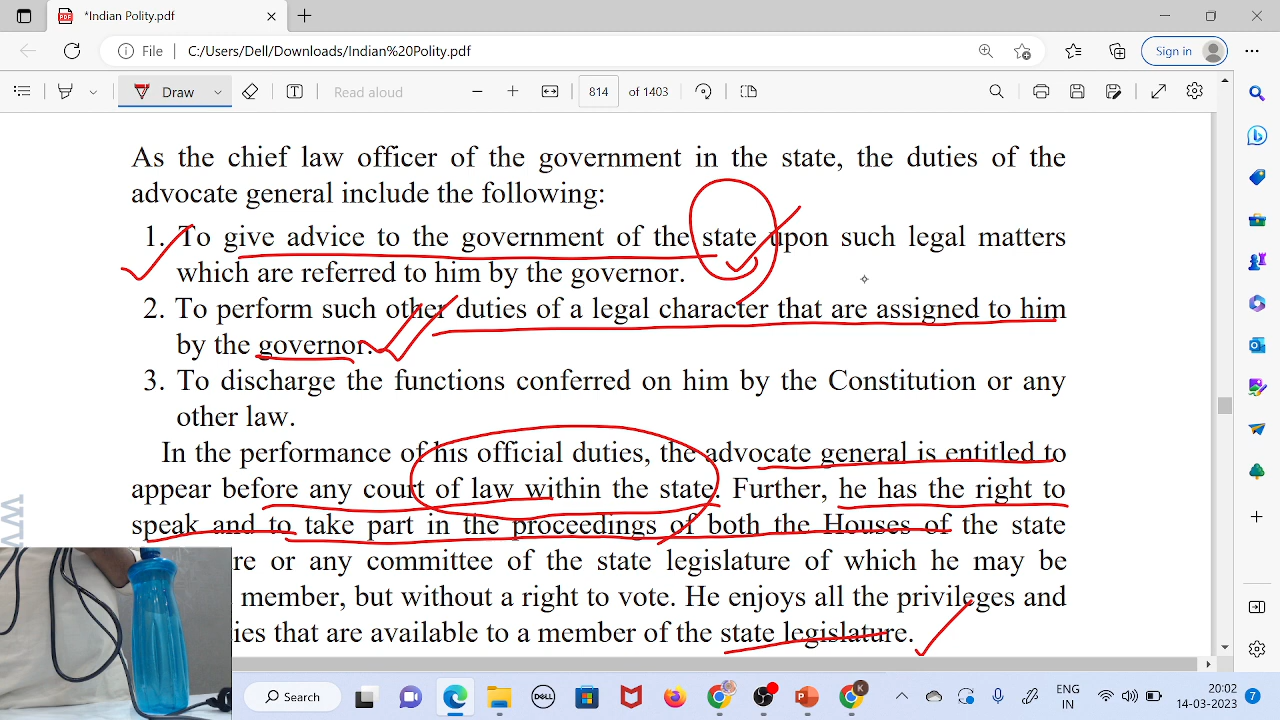 *Indian Polity.pdf
File C:/Users/Dell/Downloads/Indian%20Polity.pdf
Sign in
Draw
Read aloud
814 of 1403
As the chief law officer of the government in the state, the duties of the
advocate general include the following:
1. To give advice to the government of the state upon such legal matters
which are referred to him by the governor.
2. To perform such other duties of a legal character that are assigned to him
by the governor.
3. To discharge the functions conferred on him by the Constitution or any
other law.
In the performance of his official duties, the advocate general is entitled to
appear before any court of law within the state. Further, he has the right to
speak and to take part in the proceedings of both the Houses of the state
re or any committee of the state legislature of which he may be
member, but without a right to vote. He enjoys all the privileges and
ies that are available to a member of the state legislature.
Search
DELL
ENG
IN
20:02
14-03-2023
7